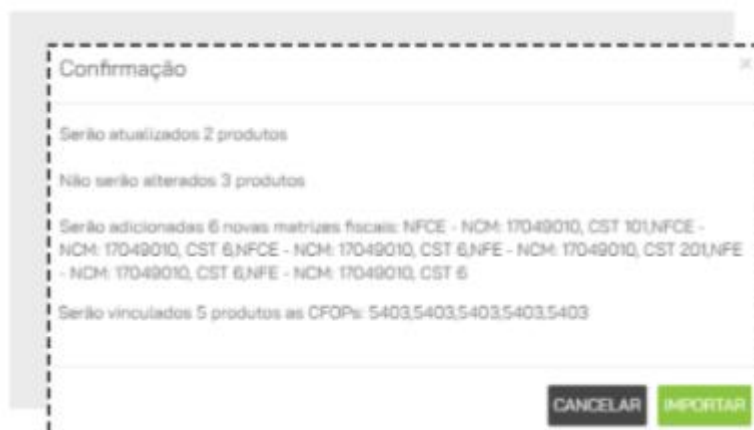 Confirmação
×
Serão atualizados 2 produtos
Não serão alterados 3 produtos
Serão adicionadas 6 novas matrizes fiscais: NFCE - NCM: 17049010, CST 101,NFCE -
NCM: 17049010, CST 6,NFCE - NCM: 17049010, CST 6,NFE - NCM: 17049010, CST 201,NFE
- NCM: 17049010, CST 6,NFE - NCM: 17049010, CST 6
Serão vinculados 5 produtos as CFOPs: 5403,5403,5403,5403,5403
CANCELAR IMPORTAR